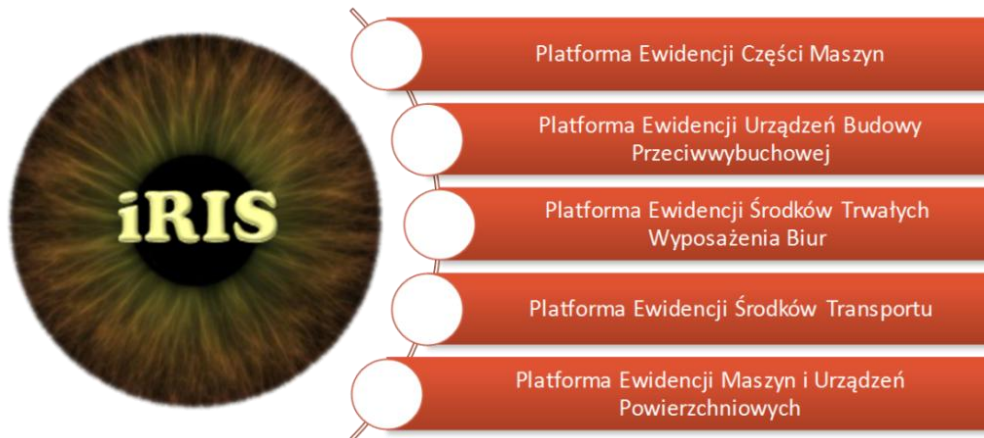 iRIS
Platforma Ewidencji Części Maszyn
Platforma Ewidencji Urządzeń Budowy
Przeciwwybuchowej
Platforma Ewidencji Środków Trwałych
Wyposażenia Biur
Platforma Ewidencji Środków Transportu
Platforma Ewidencji Maszyn i Urządzeń
Powierzchniowych